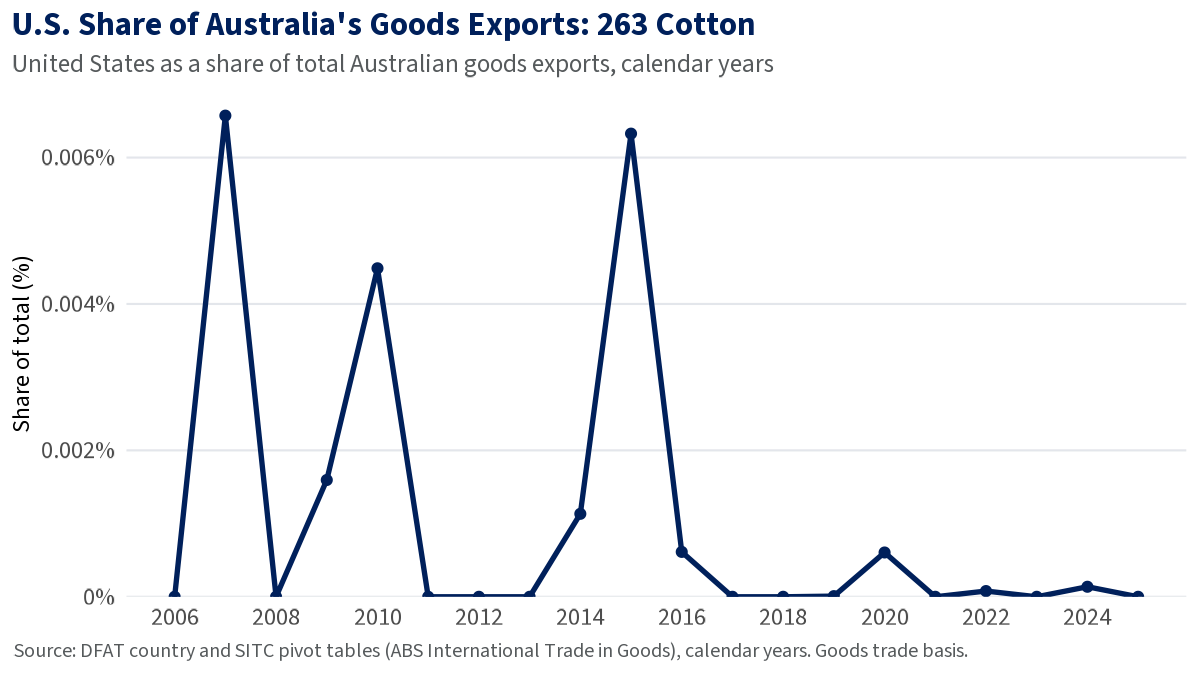 U.S. Share of Australia's Goods Exports: 263 Cotton
United States as a share of total Australian goods exports, calendar years
Share of total (%)
0.006%
0.004%
0.002%
0%
2006 2008 2010 2012 2014 2016 2018 2020 2022 2024
Source: DFAT country and SITC pivot tables (ABS International Trade in Goods), calendar years. Goods trade basis.